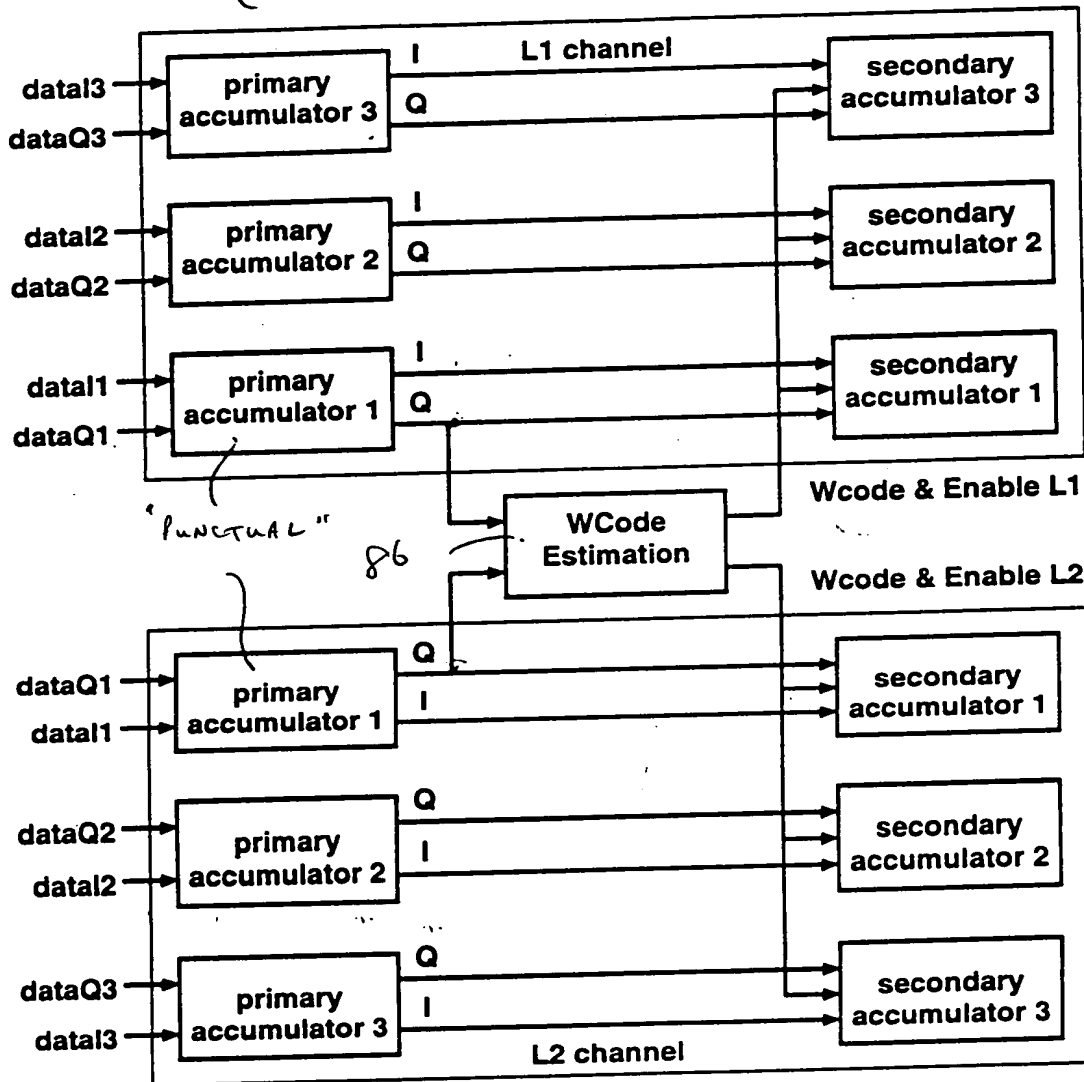 I L1 channel
dataI3 primary accumulator 3 secondary accumulator 3
Q
dataQ3
I
dataI2 primary accumulator 2 secondary accumulator 2
Q
dataQ2
I
dataI1 primary accumulator 1 secondary accumulator 1
Q
dataQ1
Wcode & Enable L1
"PUNCTUAL"
86
WCode Estimation
Wcode & Enable L2
Q
dataQ1 primary accumulator 1 secondary accumulator 1
I
dataI1
Q
dataQ2 primary accumulator 2 secondary accumulator 2
I
dataI2
Q
dataQ3 primary accumulator 3 secondary accumulator 3
I
dataI3
L2 channel